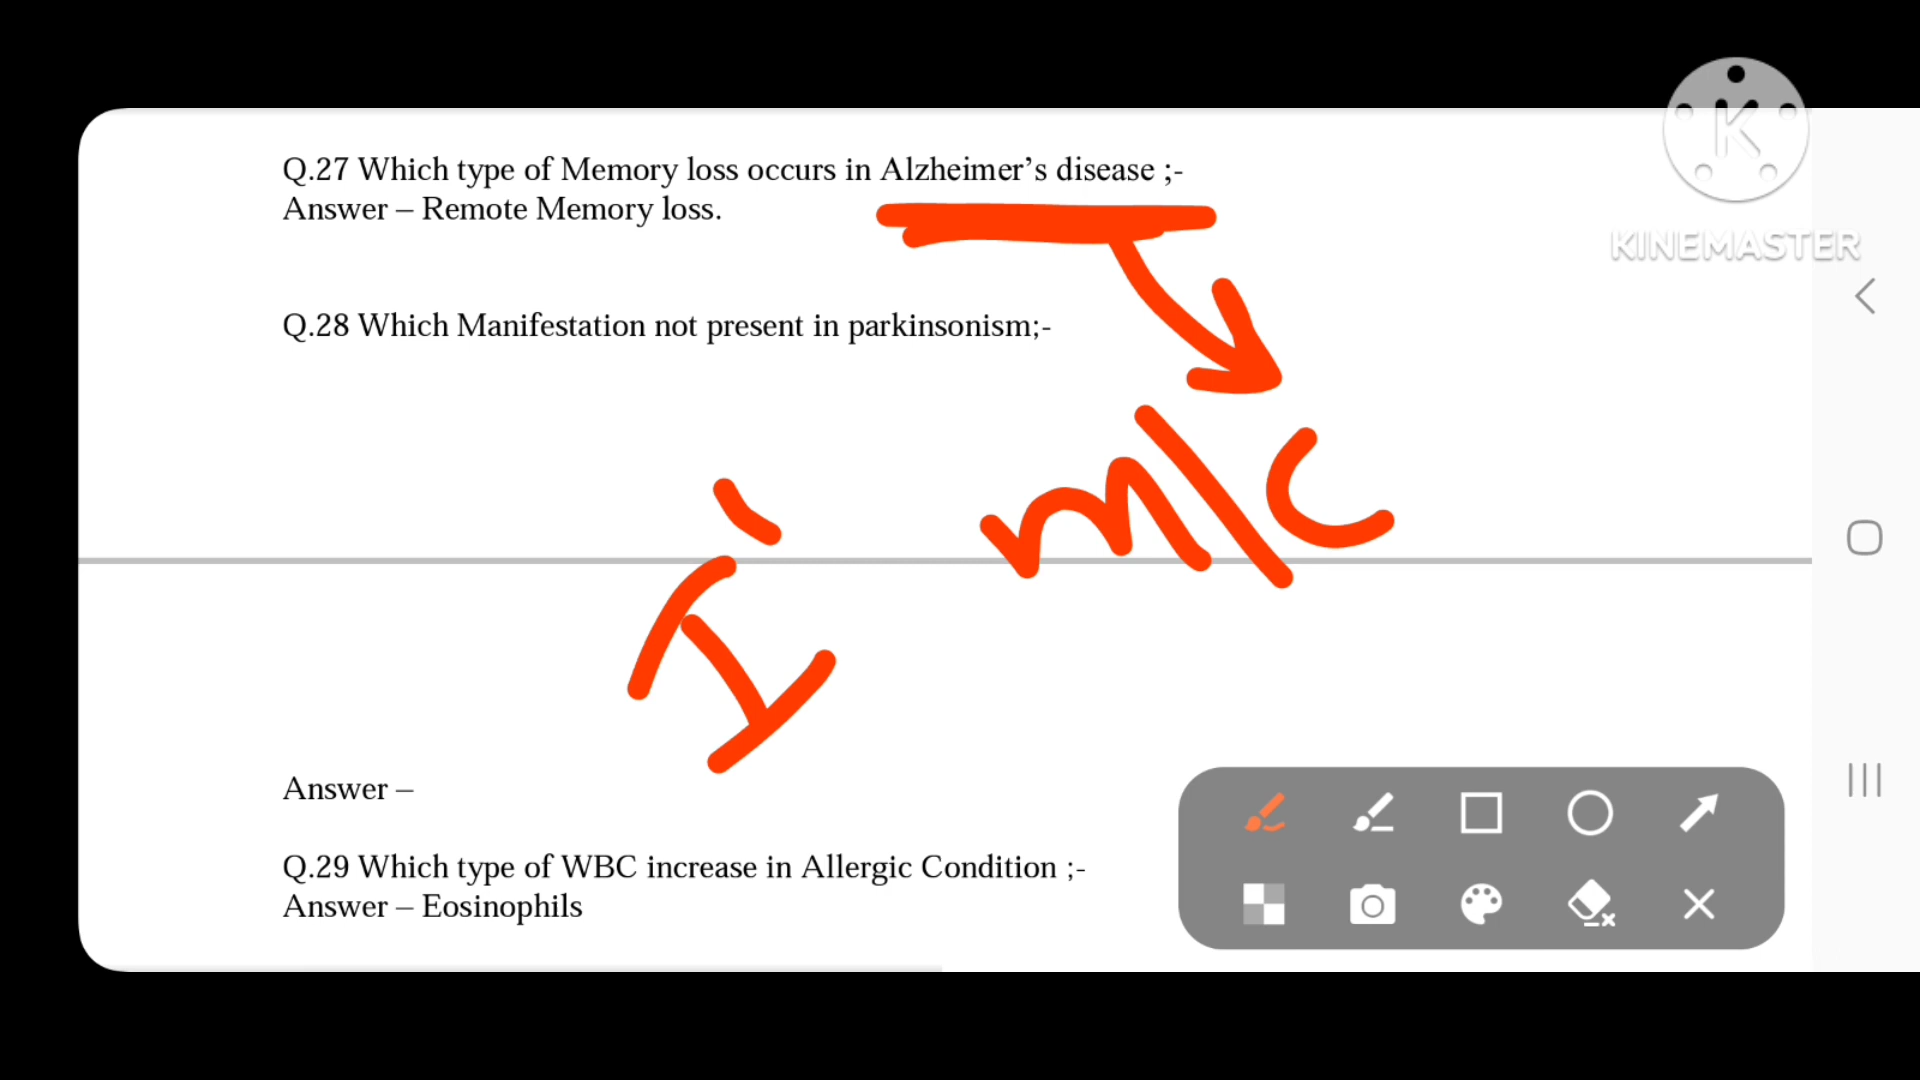 Q.27 Which type of Memory loss occurs in Alzheimer’s disease ;-
Answer – Remote Memory loss.
Q.28 Which Manifestation not present in parkinsonism;-
M/C
Answer –
Q.29 Which type of WBC increase in Allergic Condition ;-
Answer – Eosinophils
K
KINEMASTER